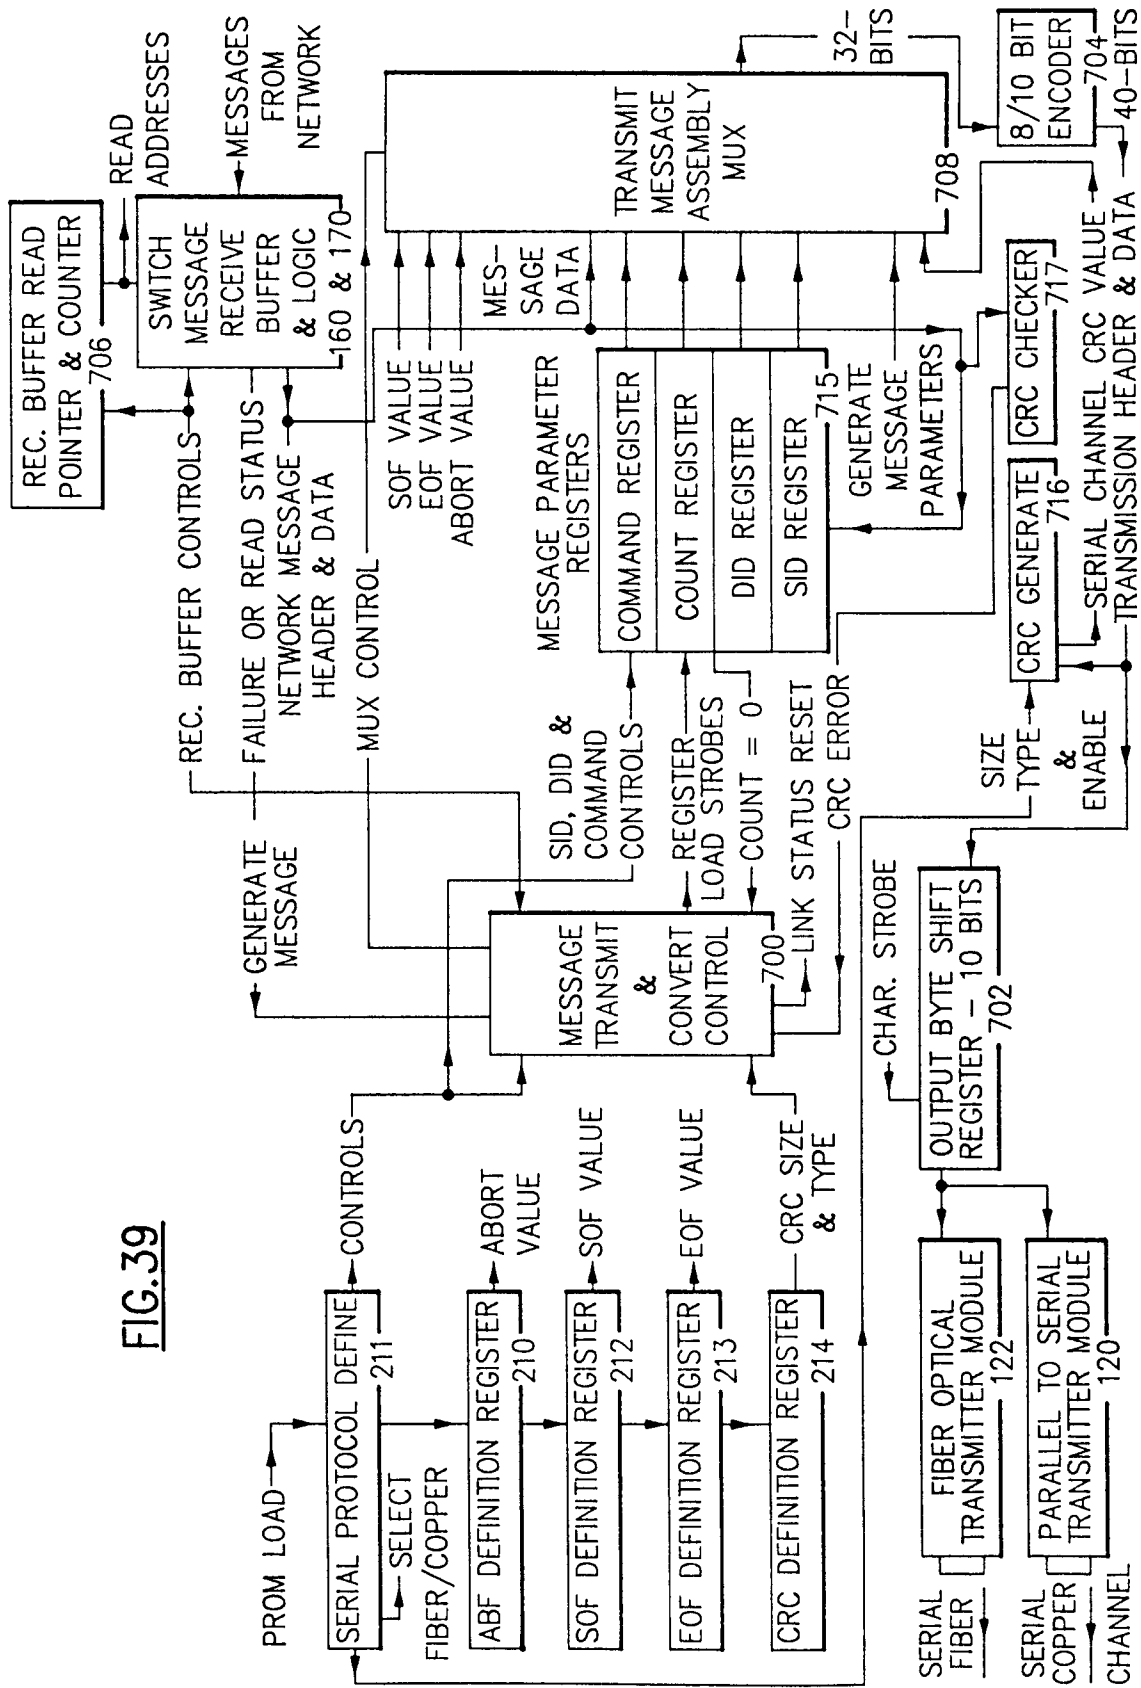 FIG.39
PROM LOAD
SERIAL PROTOCOL DEFINE
211
CONTROLS
SELECT
FIBER/COPPER
ABF DEFINITION REGISTER
210
ABORT
VALUE
SOF DEFINITION REGISTER
212
SOF VALUE
EOF DEFINITION REGISTER
213
EOF VALUE
CRC DEFINITION REGISTER
214
CRC SIZE
& TYPE
GENERATE
MESSAGE
REC. BUFFER CONTROLS
FAILURE OR READ STATUS
NETWORK MESSAGE
HEADER & DATA
MUX CONTROL
REC. BUFFER READ
POINTER & COUNTER
706
READ
ADDRESSES
SWITCH
MESSAGE
RECEIVE
BUFFER
& LOGIC
160 & 170
MESSAGES
FROM
NETWORK
MESSAGE
TRANSMIT
&
CONVERT
CONTROL
700
SID, DID &
COMMAND
CONTROLS
REGISTER
LOAD STROBES
COUNT = 0
LINK STATUS RESET
CRC ERROR
SOF VALUE
EOF VALUE
ABORT VALUE
MES-
SAGE
DATA
MESSAGE PARAMETER
REGISTERS
COMMAND REGISTER
COUNT REGISTER
DID REGISTER
SID REGISTER
715
GENERATE
MESSAGE
PARAMETERS
TRANSMIT
MESSAGE
ASSEMBLY
MUX
708
32-
BITS
8/10 BIT
ENCODER
704
40-BITS
CRC GENERATE
716
CRC CHECKER
717
SIZE
TYPE
&
ENABLE
SERIAL CHANNEL CRC VALUE
TRANSMISSION HEADER & DATA
CHAR. STROBE
OUTPUT BYTE SHIFT
REGISTER - 10 BITS
702
FIBER OPTICAL
TRANSMITTER MODULE
122
PARALLEL TO SERIAL
TRANSMITTER MODULE
120
SERIAL
FIBER
SERIAL
COPPER
CHANNEL